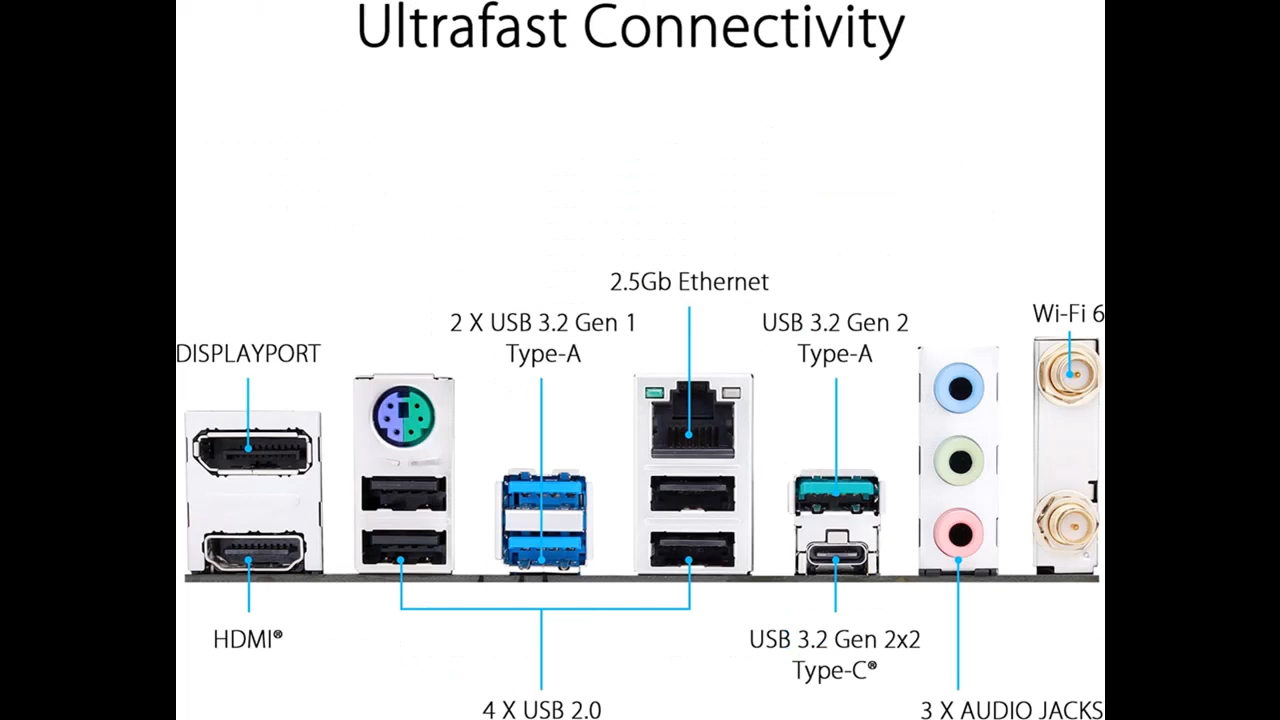 Ultrafast Connectivity
2.5Gb Ethernet
2 X USB 3.2 Gen 1
Type-A
USB 3.2 Gen 2
Type-A
Wi-Fi 6
DISPLAYPORT
HDMI®
USB 3.2 Gen 2x2
Type-C®
4 X USB 2.0
3 X AUDIO JACKS